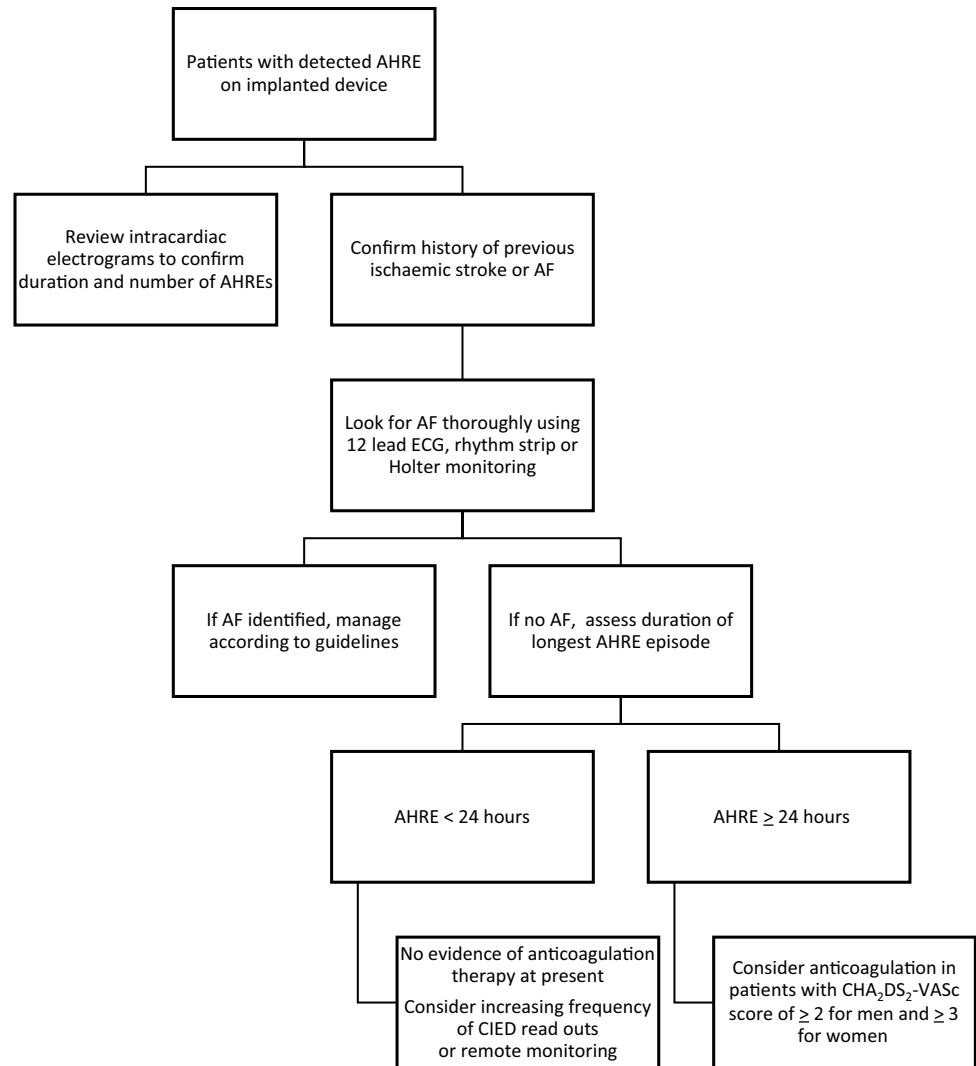 Patients with detected AHRE
on implanted device
Review intracardiac
electrograms to confirm
duration and number of AHREs
Confirm history of previous
ischaemic stroke or AF
Look for AF thoroughly using
12 lead ECG, rhythm strip or
Holter monitoring
If AF identified, manage
according to guidelines
If no AF, assess duration of
longest AHRE episode
AHRE < 24 hours
AHRE ≥ 24 hours
No evidence of anticoagulation
therapy at present
Consider increasing frequency
of CIED read outs
or remote monitoring
Consider anticoagulation in
patients with CHA₂DS₂-VASc
score of ≥ 2 for men and ≥ 3
for women